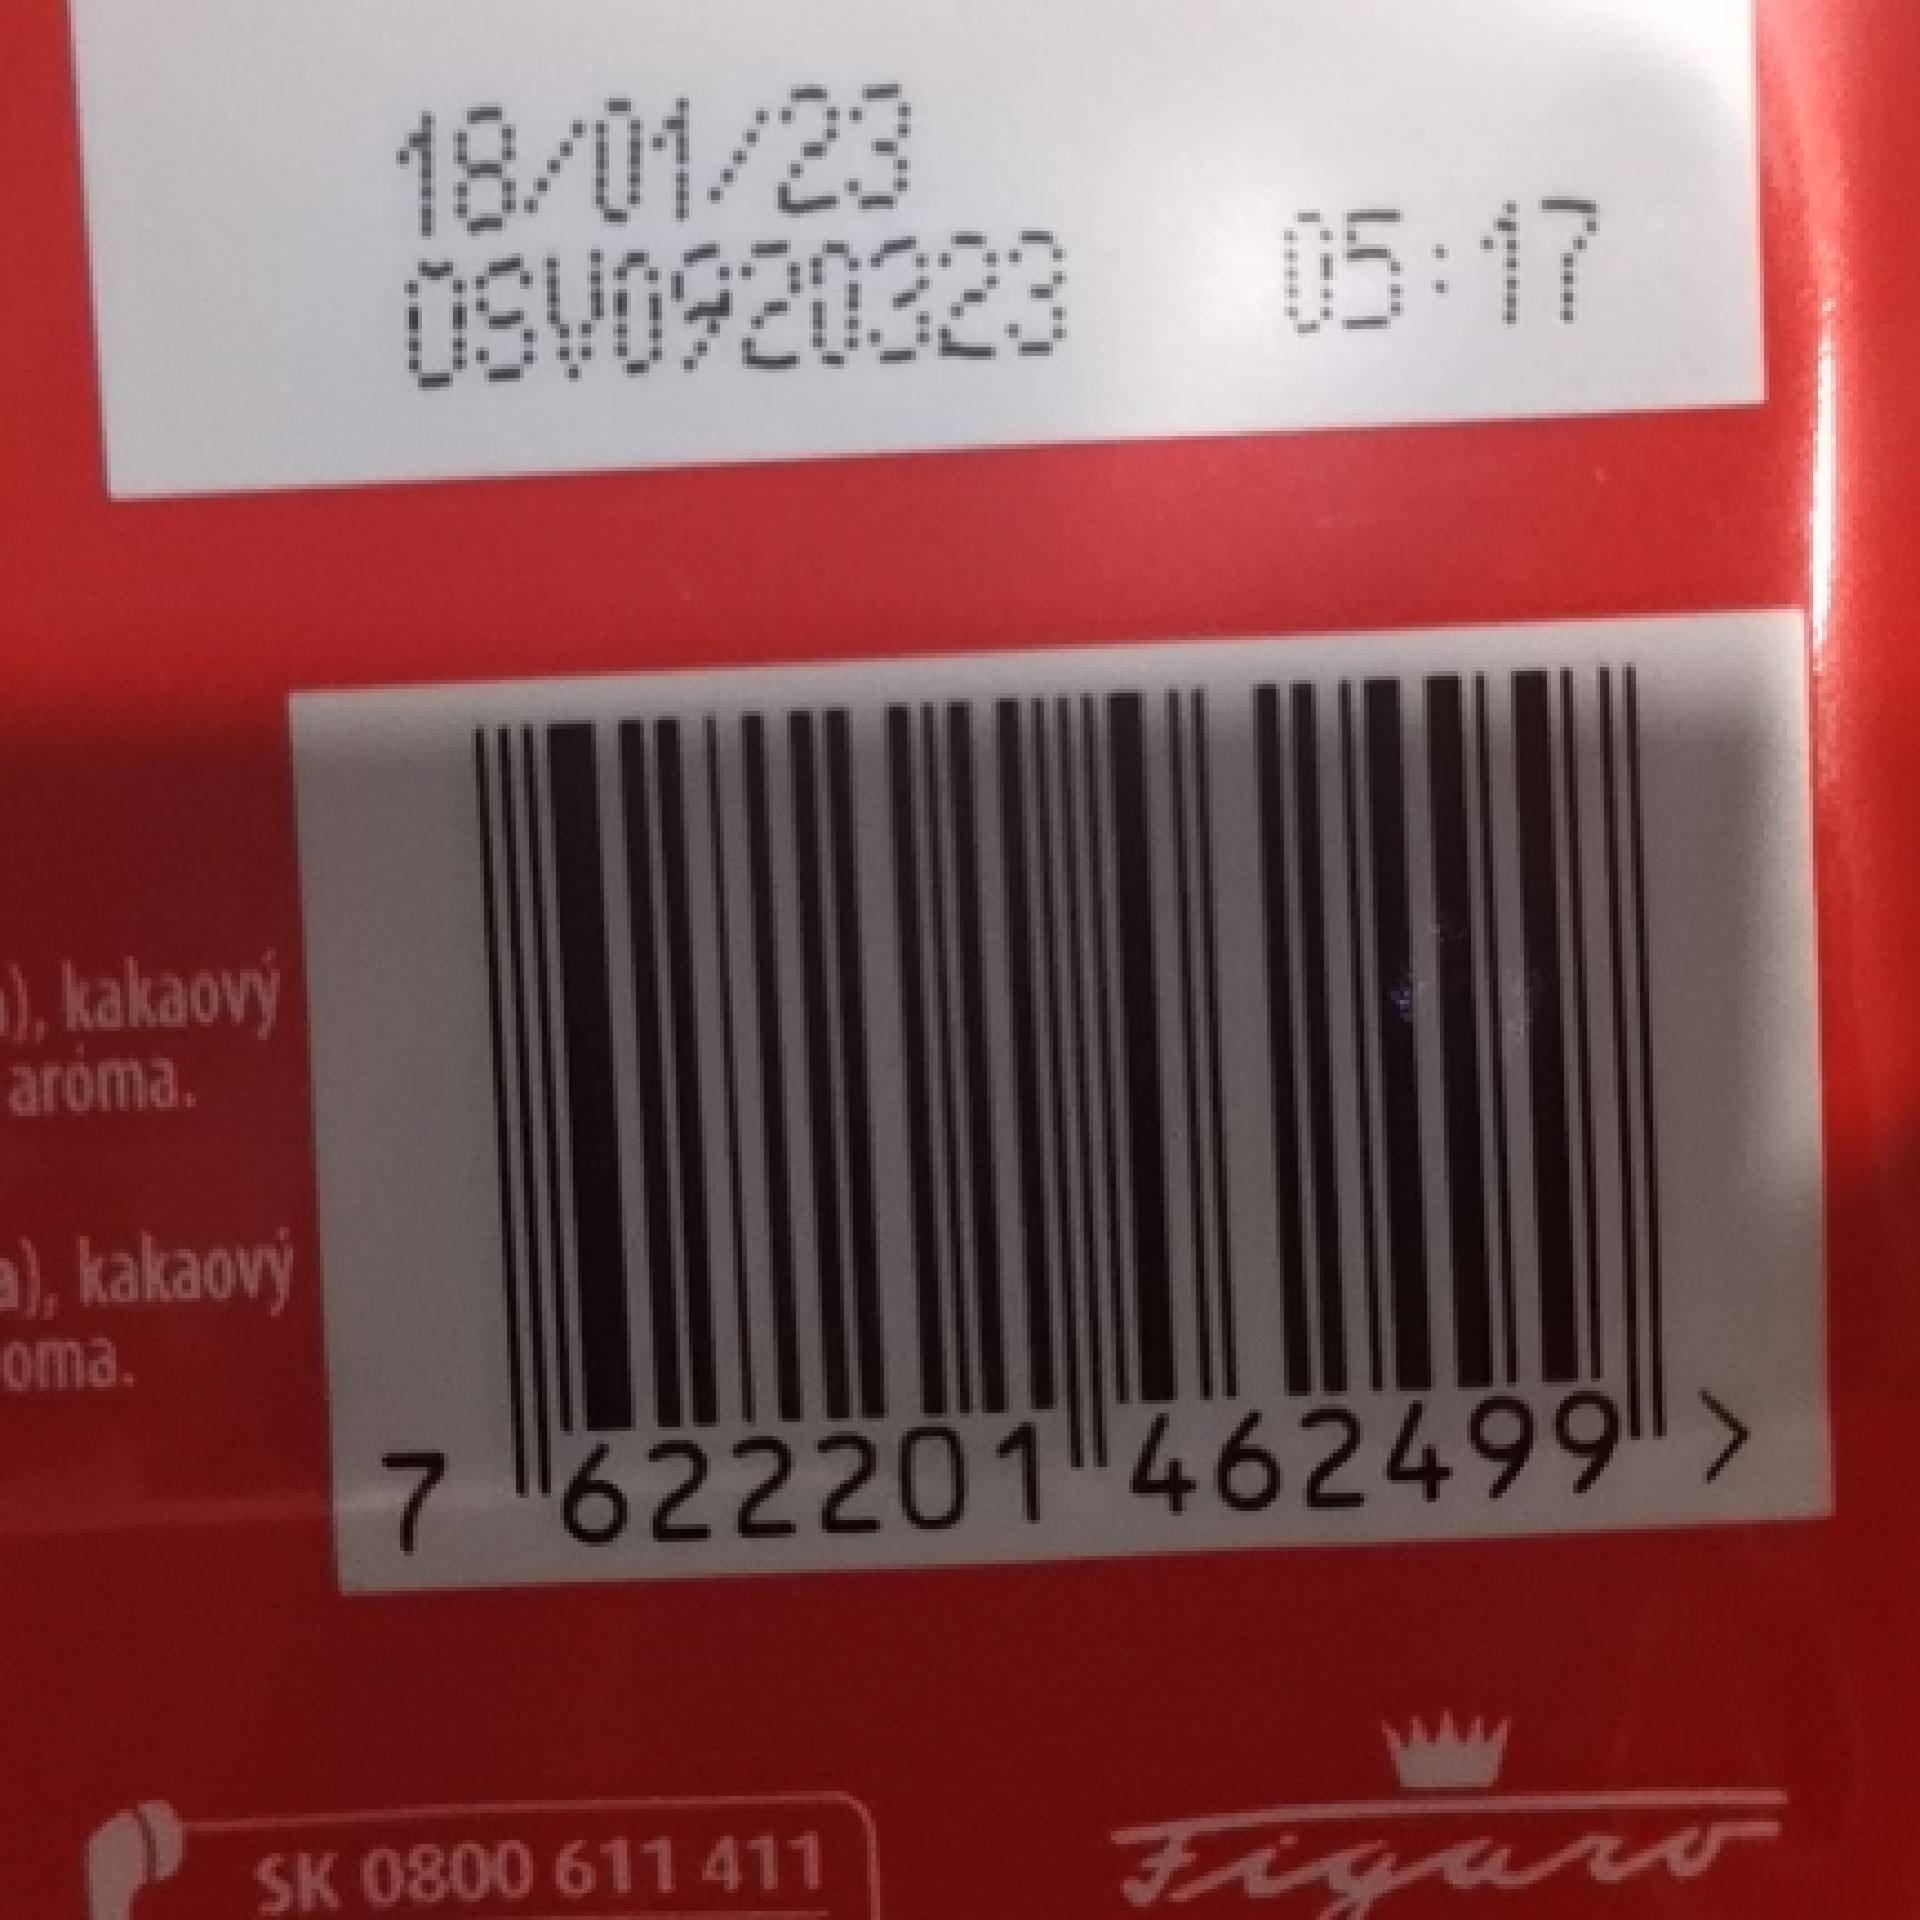 18/01/23
OSV0920323 05:17
a), kakaový
aróma.
a), kakaový
oma.
7 622201 462499 >
SK 0800 611 411
Figaro